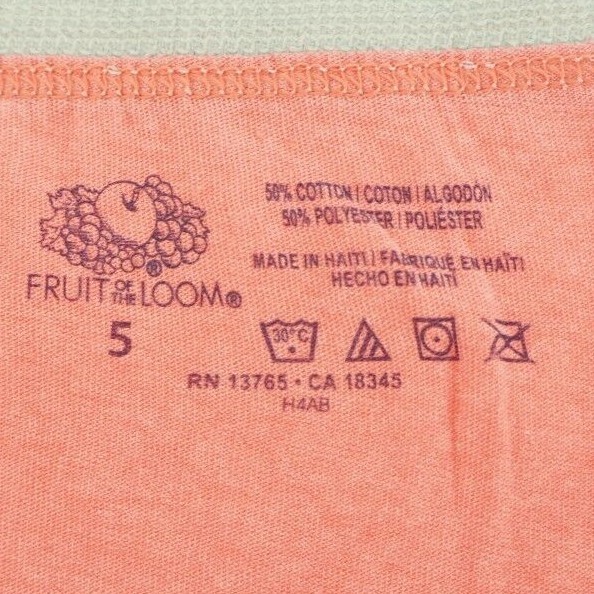 FRUIT OF THE LOOM®
®
5
50% COTTON / COTON / ALGODÓN
50% POLYESTER / POLIÉSTER
MADE IN HAITI / FABRIQUÉ EN HAÏTI
HECHO EN HAITÍ
30°C
RN 13765 • CA 18345
H4AB